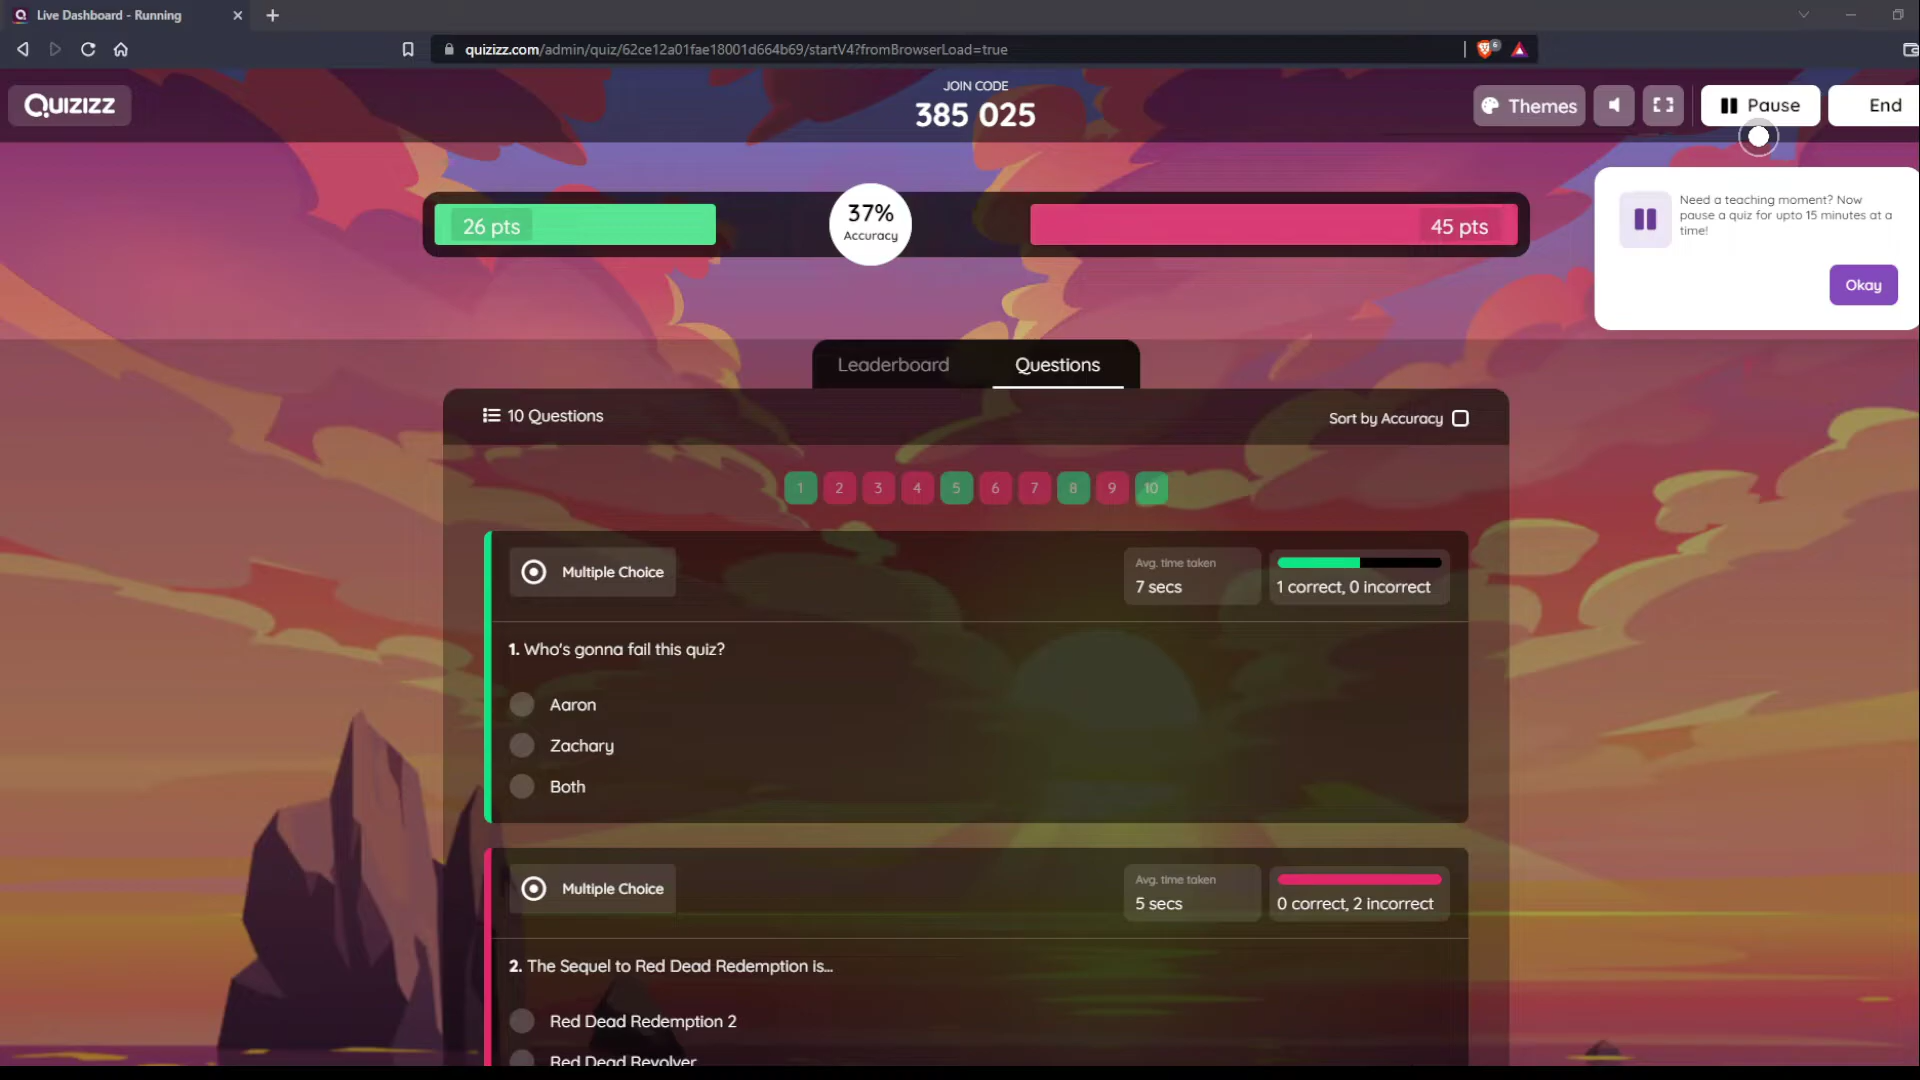 Live Dashboard - Running
quizizz.com/admin/quiz/62ce12a01fae18001d664b69/startV4?fromBrowserLoad=true
6
QUIZIZZ
JOIN CODE
385 025
Themes
Pause
End
26 pts
37%
Accuracy
45 pts
Need a teaching moment? Now
pause a quiz for upto 15 minutes at a
time!
Okay
Leaderboard
Questions
10 Questions
Sort by Accuracy
1 2 3 4 5 6 7 8 9 10
Multiple Choice
Avg. time taken
7 secs
1 correct, 0 incorrect
1. Who's gonna fail this quiz?
Aaron
Zachary
Both
Multiple Choice
Avg. time taken
5 secs
0 correct, 2 incorrect
2. The Sequel to Red Dead Redemption is...
Red Dead Redemption 2
Red Dead Revolver